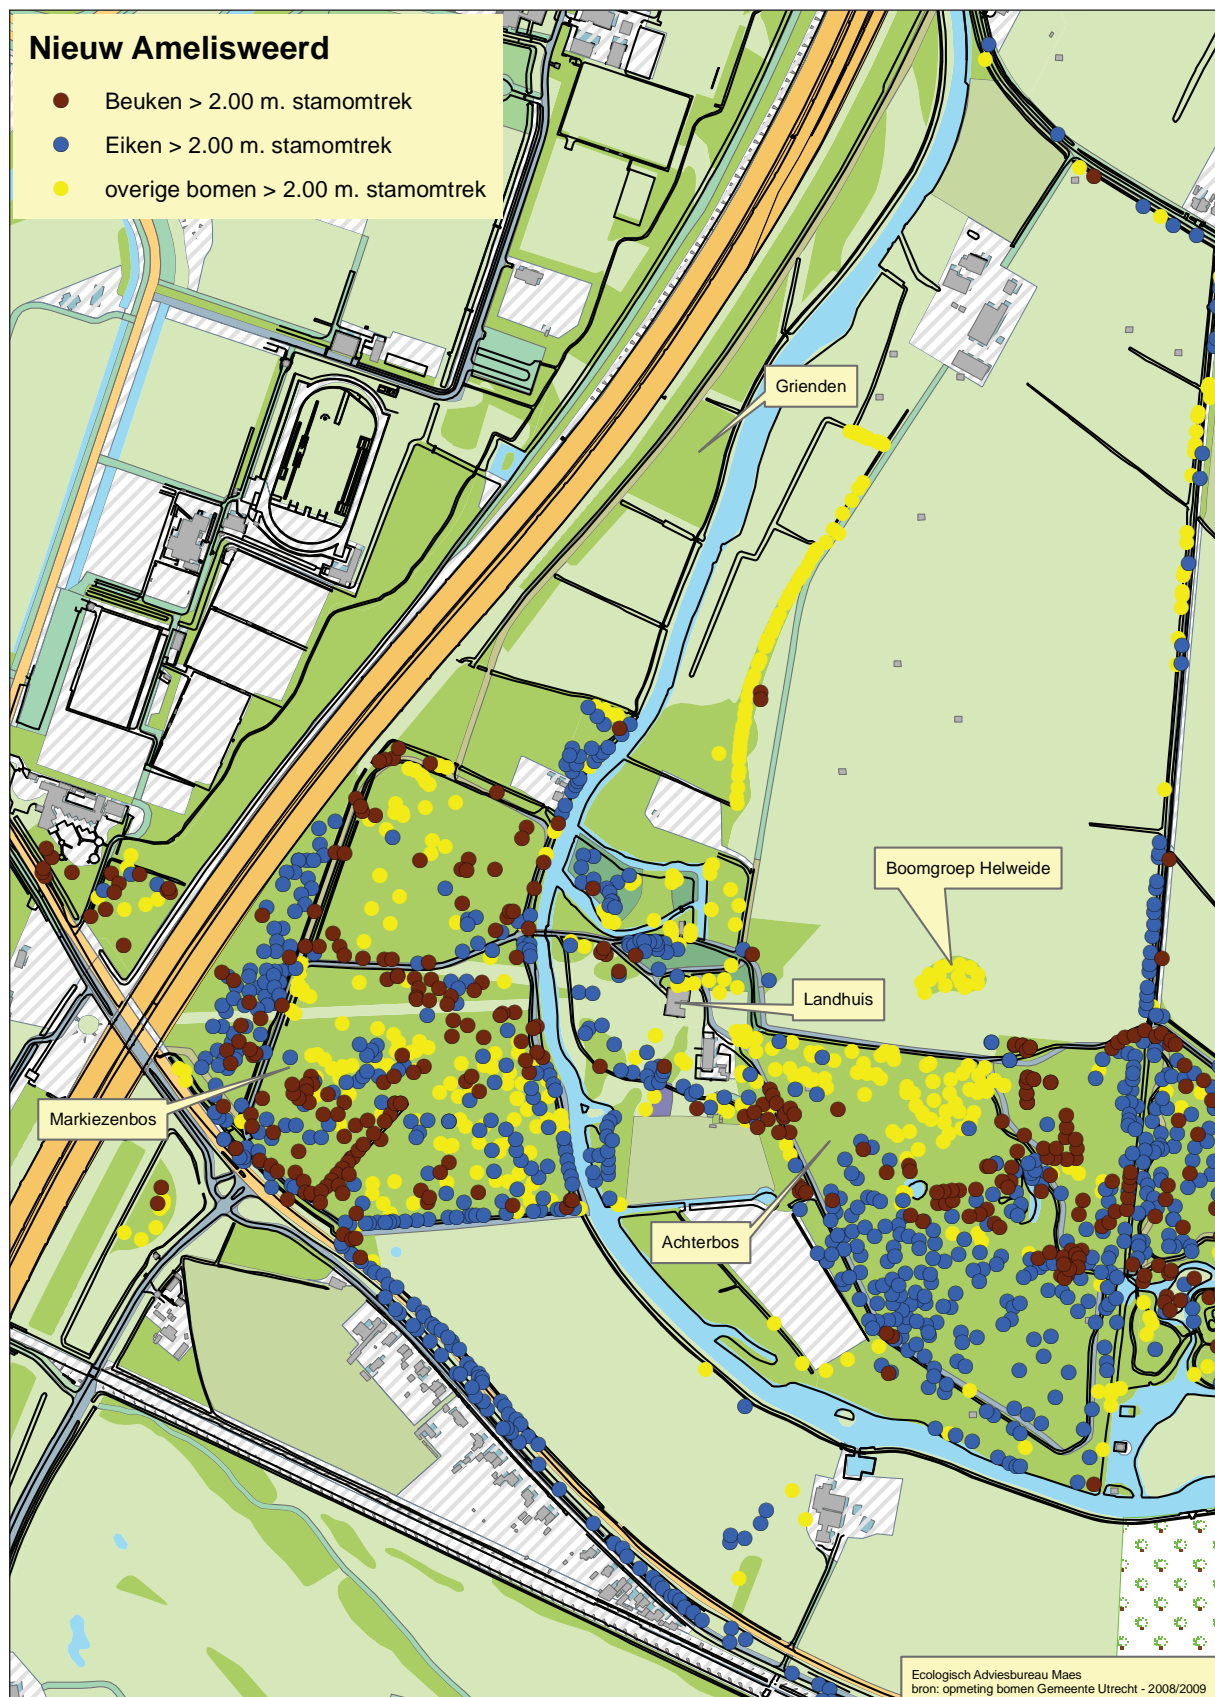 Nieuw Amelisweerd
Beuken > 2.00 m. stamomtrek
Eiken > 2.00 m. stamomtrek
overige bomen > 2.00 m. stamomtrek
Grienden
Boomgroep Helweide
Landhuis
Markiezenbos
Achterbos
Ecologisch Adviesbureau Maes
bron: opmeting bomen Gemeente Utrecht - 2008/2009